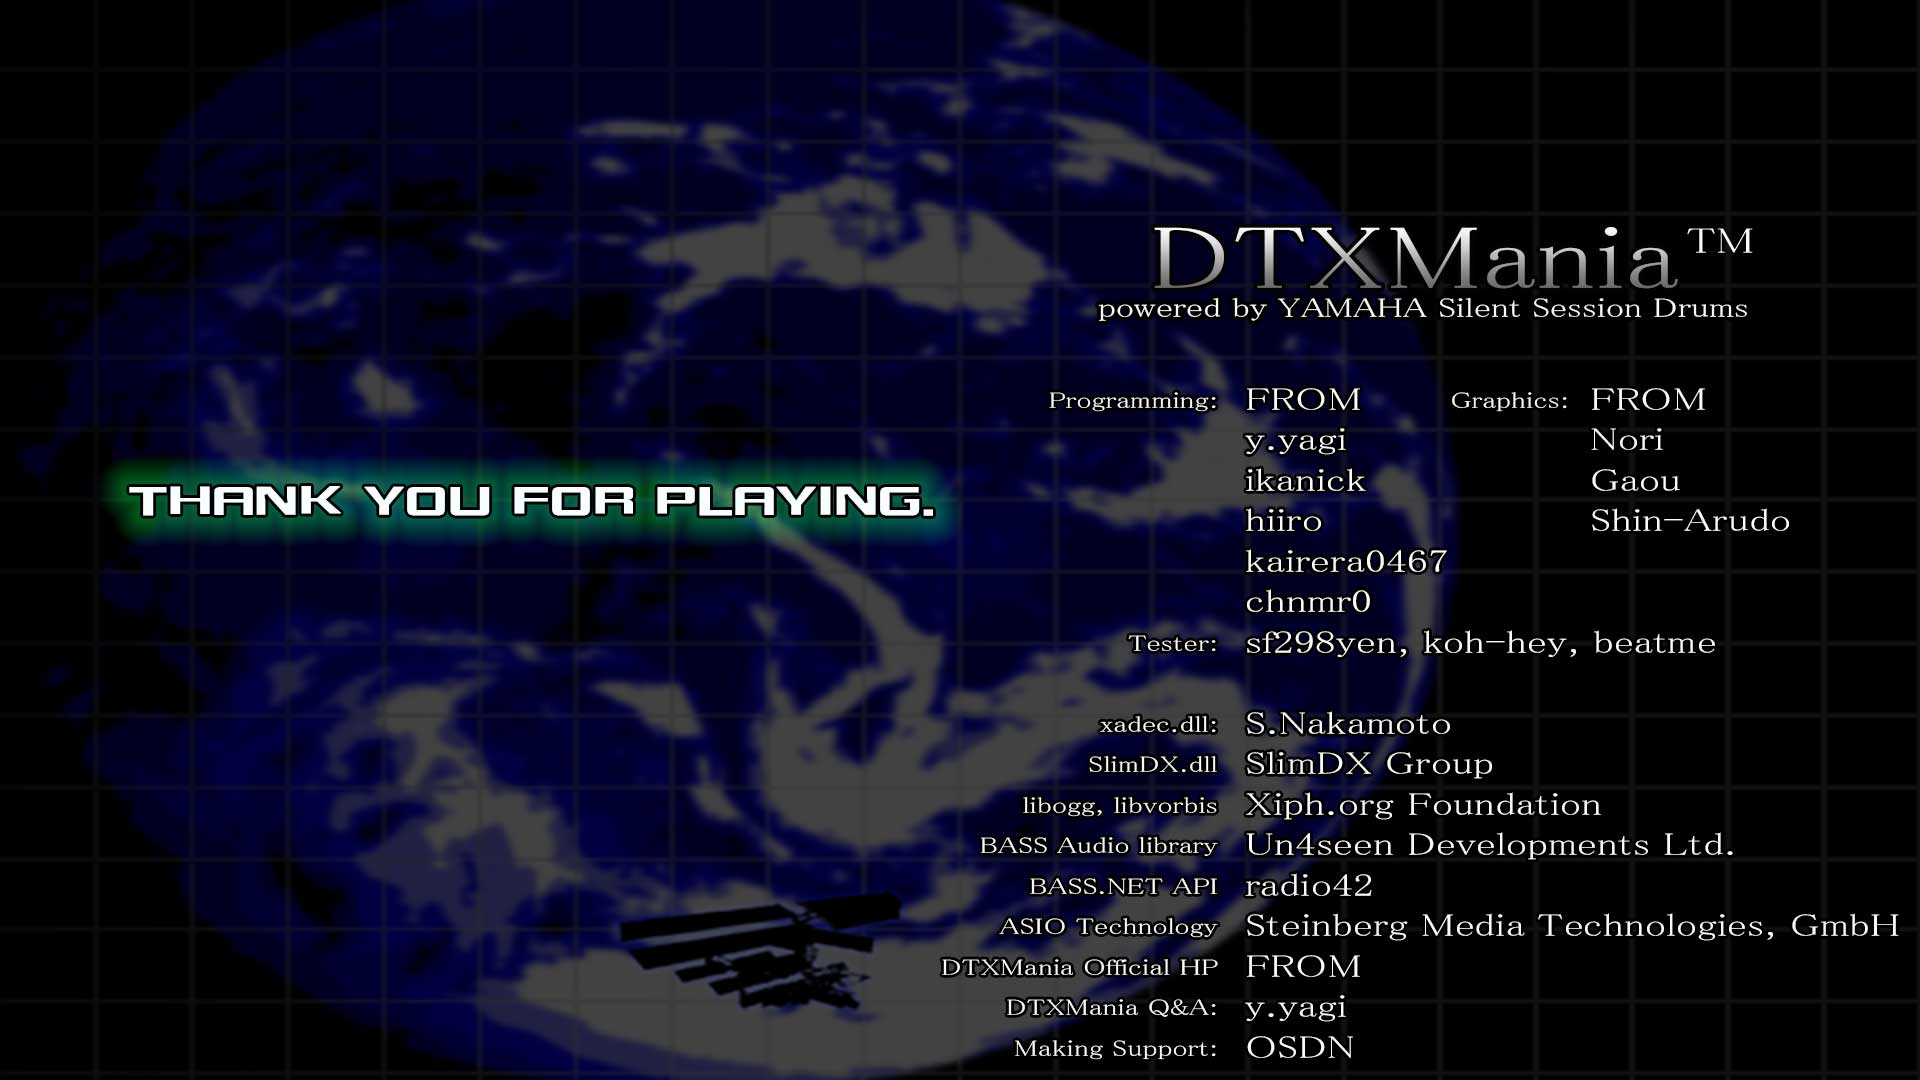 DTXMania™
powered by YAMAHA Silent Session Drums
THANK YOU FOR PLAYING.
Programming: FROM Graphics: FROM
y.yagi Nori
ikanick Gaou
hiiro Shin-Arudo
kairera0467
chnmr0
Tester: sf298yen, koh-hey, beatme
xadec.dll: S.Nakamoto
SlimDX.dll SlimDX Group
libogg, libvorbis Xiph.org Foundation
BASS Audio library Un4seen Developments Ltd.
BASS.NET API radio42
ASIO Technology Steinberg Media Technologies, GmbH
DTXMania Official HP FROM
DTXMania Q&A: y.yagi
Making Support: OSDN